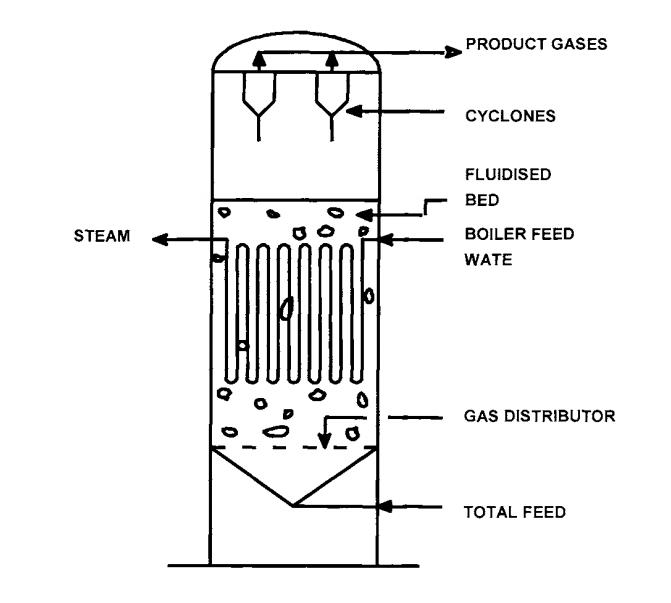 PRODUCT GASES
CYCLONES
FLUIDISED
BED
STEAM
BOILER FEED
WATE
GAS DISTRIBUTOR
TOTAL FEED